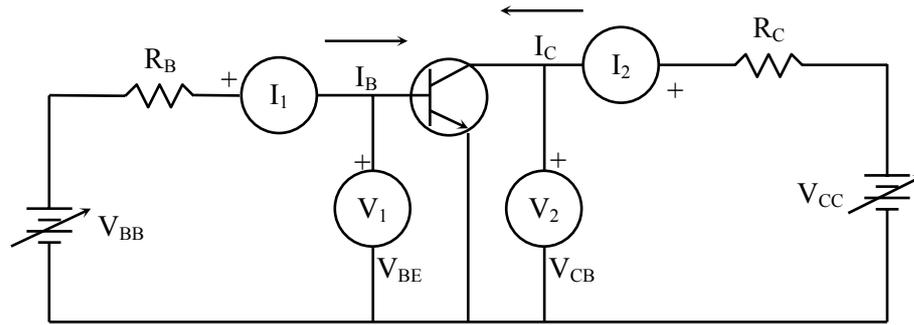 R_B
+
I_1
I_B
I_C
I_2
+
R_C
+
V_1
V_BE
+
V_2
V_CB
V_BB
V_CC